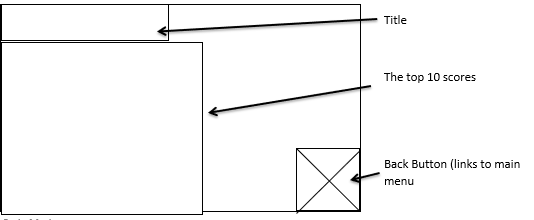 Title
The top 10 scores
Back Button (links to main
menu